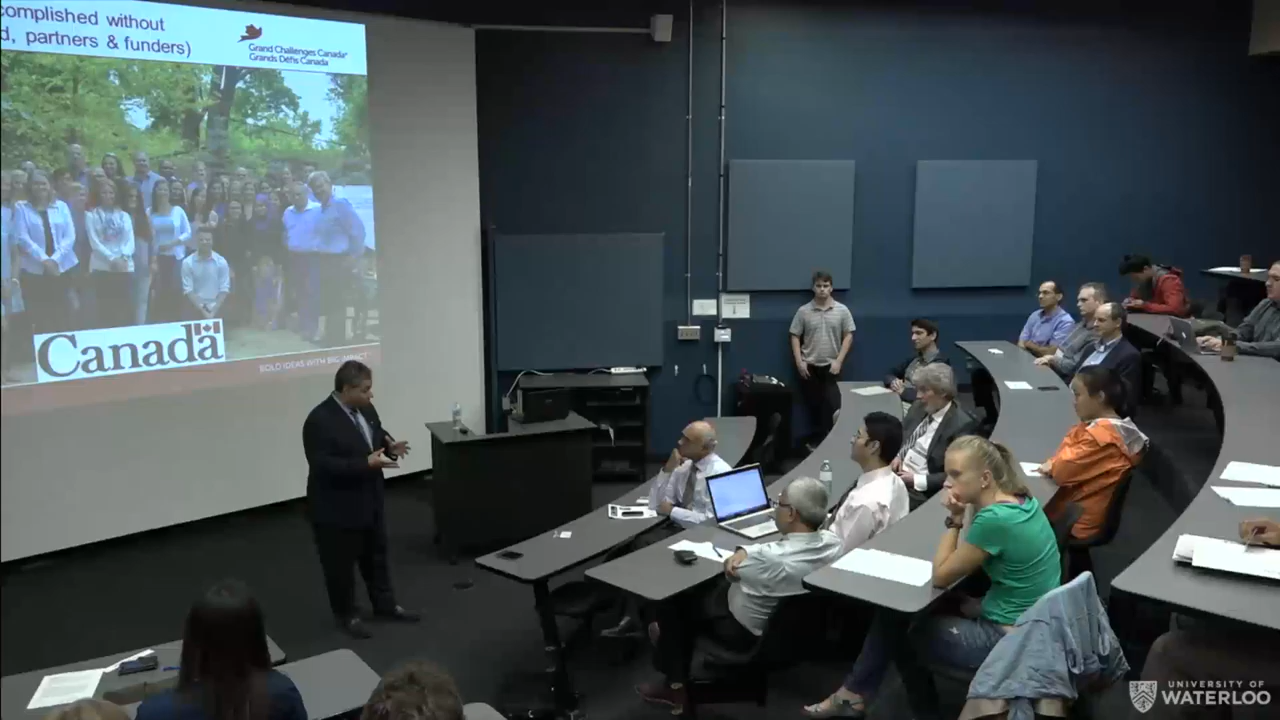 complished without
d, partners & funders)
Grand Challenges Canada®
Grands Défis Canada
Canada
BOLD IDEAS WITH BIG IMPACT
UNIVERSITY OF
WATERLOO